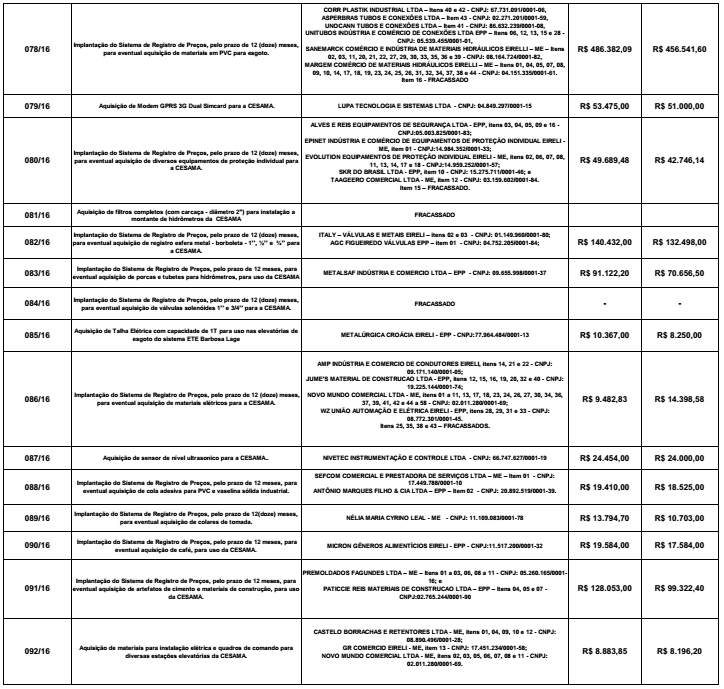 078/16
Implantação do Sistema de Registro de Preços, pelo prazo de 12 (doze) meses,
para eventual aquisição de materiais em PVC para esgoto.
CORR PLASTIK INDUSTRIAL LTDA – Itens 40 e 42 - CNPJ: 67.731.091/0001-06,
ASPERBRAS TUBOS E CONEXÕES LTDA – Item 43 - CNPJ: 02.271.201/0001-59,
UNOCANN TUBOS E CONEXÕES LTDA – Item 41 - CNPJ: 86.632.239/0001-08,
UNITUBOS INDÚSTRIA E COMÉRCIO DE CONEXÕES LTDA EPP – Itens 06, 12, 13, 15 e 28 -
CNPJ: 05.539.455/0001-01,
SANEMARCK COMÉRCIO E INDÚSTRIA DE MATERIAIS HIDRÁULICOS EIRELLI – ME – Itens
02, 03, 11, 20, 21, 22, 27, 29, 30, 33, 35, 36 e 39 - CNPJ: 08.164.724/0001-82,
MARGEM COMÉRCIO DE MATERIAIS HIDRÁULICOS EIRELLI – ME – Itens 01, 04, 05, 07, 08,
09, 10, 14, 17, 18, 19, 23, 24, 25, 26, 31, 32, 34, 37, 38 e 44 - CNPJ: 04.151.335/0001-61.
Item 16 - FRACASSADO
R$ 486.382,09
R$ 456.541,60
079/16
Aquisição de Modem GPRS 3G Dual Simcard para a CESAMA.
LUPA TECNOLOGIA E SISTEMAS LTDA - CNPJ: 04.849.297/0001-15
R$ 53.475,00
R$ 51.000,00
080/16
Implantação do Sistema de Registro de Preços, pelo prazo de 12 (doze) meses,
para eventual aquisição de diversos equipamentos de proteção individual para
a CESAMA.
ALVES E REIS EQUIPAMENTOS DE SEGURANÇA LTDA - EPP, itens 03, 04, 05, 09 e 16 -
CNPJ:05.003.825/0001-83;
EPINET INDÚSTRIA E COMÉRCIO DE EQUIPAMENTOS DE PROTEÇÃO INDIVIDUAL EIRELI -
ME, item 01 - CNPJ:14.984.352/0001-33;
EVOLUTION EQUIPAMENTOS DE PROTEÇÃO INDIVIDUAL EIRELI - ME, itens 02, 06, 07, 08,
11, 13, 14, 17 e 18 - CNPJ:14.959.252/0001-57;
SKR DO BRASIL LTDA - EPP, item 10 - CNPJ: 15.275.711/0001-46; e
TAAGEERO COMERCIAL LTDA - ME, item 12 - CNPJ: 03.159.602/0001-84.
Item 15 – FRACASSADO.
R$ 49.689,48
R$ 42.746,14
081/16
Aquisição de filtros completos (com carcaça - diâmetro 2") para instalação a
montante de hidrômetros da CESAMA
FRACASSADO
082/16
Implantação do Sistema de Registro de Preços, pelo prazo de 12 (doze) meses,
para eventual aquisição de registro esfera metal - borboleta - 1", ½" e ¾" para
a CESAMA.
ITALY – VÁLVULAS E METAIS EIRELI – itens 02 e 03 - CNPJ: 01.149.960/0001-80;
AGC FIGUEIREDO VÁLVULAS EPP – item 01 - CNPJ: 04.752.205/0001-84;
R$ 140.432,00
R$ 132.498,00
083/16
Implantação do Sistema de Registro de Preços, pelo prazo de 12 meses, para
eventual aquisição de porcas e tubetes para hidrômetros, para uso da CESAMA
METALSAF INDÚSTRIA E COMERCIO LTDA – EPP - CNPJ: 09.655.998/0001-37
R$ 91.122,20
R$ 70.656,50
084/16
Implantação do Sistema de Registro de Preços, pelo prazo de 12 (doze) meses,
para eventual aquisição de válvulas solenóides 1" e 3/4" para a CESAMA.
FRACASSADO
-
-
085/16
Aquisição de Talha Elétrica com capacidade de 1T para uso nas elevatórias de
esgoto do sistema ETE Barbosa Lage
METALÚRGICA CROÁCIA EIRELI - EPP - CNPJ:77.964.484/0001-13
R$ 10.367,00
R$ 8.250,00
086/16
Implantação do Sistema de Registro de Preços, pelo prazo de 12 (doze) meses,
para eventual aquisição de materiais elétricos para a CESAMA.
AMP INDÚSTRIA E COMERCIO DE CONDUTORES EIRELI, itens 14, 21 e 22 - CNPJ:
09.171.140/0001-05;
JUME'S MATERIAL DE CONSTRUCAO LTDA - EPP, itens 12, 15, 16, 19, 20, 32 e 40 - CNPJ:
19.225.144/0001-74;
NOVO MUNDO COMERCIAL LTDA - ME, itens 01 a 11, 13, 17, 18, 23, 24, 26, 27, 30, 34, 36,
37, 39, 41, 42 e 44 a 58 - CNPJ: 02.011.280/0001-69;
WZ UNIÃO AUTOMAÇÃO E ELÉTRICA EIRELI - EPP, itens 28, 29, 31 e 33 - CNPJ:
08.772.301/0001-45.
Itens 25, 35, 38 e 43 – FRACASSADOS.
R$ 9.482,83
R$ 14.398,58
087/16
Aquisição de sensor de nível ultrasonico para a CESAMA..
NIVETEC INSTRUMENTAÇÃO E CONTROLE LTDA - CNPJ: 66.747.627/0001-19
R$ 24.454,00
R$ 24.000,00
088/16
Implantação do Sistema de Registro de Preços, pelo prazo de 12 meses, para
eventual aquisição de cola adesiva para PVC e vaselina sólida industrial.
SEFCOM COMERCIAL E PRESTADORA DE SERVIÇOS LTDA – ME – Item 01 - CNPJ:
17.449.788/0001-10
ANTÔNIO MARQUES FILHO & CIA LTDA – EPP – Item 02 - CNPJ: 20.892.519/0001-39.
R$ 19.410,00
R$ 18.525,00
089/16
Implantação do Sistema de Registro de Preços, pelo prazo de 12(doze) meses,
para eventual aquisição de colares de tomada.
NÉLIA MARIA CYRINO LEAL - ME - CNPJ: 11.109.083/0001-78
R$ 13.794,70
R$ 10.703,00
090/16
Implantação do Sistema de Registro de Preços, pelo prazo de 12 meses, para
eventual aquisição de café, para uso da CESAMA.
MICRON GÊNEROS ALIMENTÍCIOS EIRELI - EPP - CNPJ:11.517.200/0001-32
R$ 19.584,00
R$ 17.584,00
091/16
Implantação do Sistema de Registro de Preços, pelo prazo de 12 meses, para
eventual aquisição de artefatos de cimento e materiais de construção, para uso
da CESAMA.
PREMOLDADOS FAGUNDES LTDA – ME – Itens 01 a 03, 06, 08 a 11 - CNPJ: 05.260.165/0001-
16; e
PATICCIE REIS MATERIAIS DE CONSTRUCAO LTDA – EPP – Itens 04, 05 e 07 -
CNPJ:02.765.244/0001-90
R$ 128.053,00
R$ 99.322,40
092/16
Aquisição de materiais para instalação elétrica e quadros de comando para
diversas estações elevatórias da CESAMA.
CASTELO BORRACHAS E RETENTORES LTDA - ME, itens 01, 04, 09, 10 e 12 - CNPJ:
08.890.496/0001-28;
GR COMERCIO EIRELI - ME, item 13 - CNPJ: 17.451.234/0001-58;
NOVO MUNDO COMERCIAL LTDA - ME, itens 02, 03, 05, 06, 07, 08 e 11 - CNPJ:
02.011.280/0001-69.
R$ 8.883,85
R$ 8.196,20